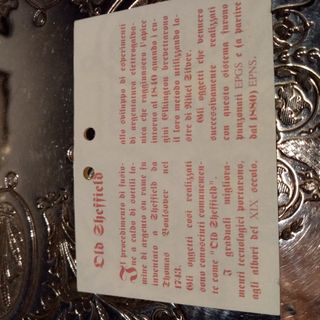 Old Sheffield
Il procedimento di fusio-
ne a caldo di sottili la-
mine di argento su rame fu
inventato a Sheffield da
Thomas Boulsover nel
1743.
Gli oggetti così realizzati
sono conosciuti comunemen-
te come "Old Sheffield".
I graduali migliora-
menti tecnologici portarono,
agli albori del XIX secolo,
allo sviluppo di esperimenti
di argentatura elettrogalva-
nica che raggiunsero l'apice
intorno al 1840 quando i cu-
gini Elkington brevettarono
il loro metodo utilizzando la-
stre di Nikel Silver.
Gli oggetti che vennero
successivamente realizzati
con questo sistema furono
punzonati EPGS e (a partire
dal 1880) EPNS.